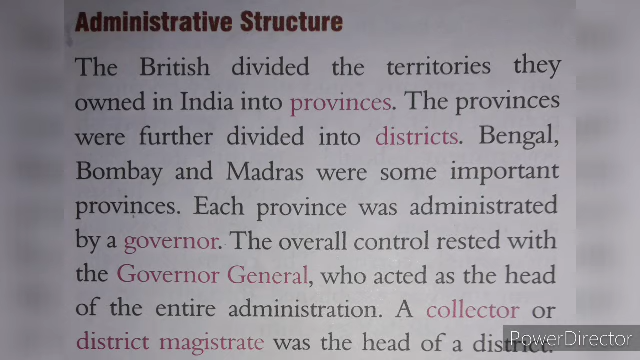 Administrative Structure
The British divided the territories they
owned in India into provinces. The provinces
were further divided into districts. Bengal,
Bombay and Madras were some important
provinces. Each province was administrated
by a governor. The overall control rested with
the Governor General, who acted as the head
of the entire administration. A collector or
district magistrate was the head of a district.
PowerDirector